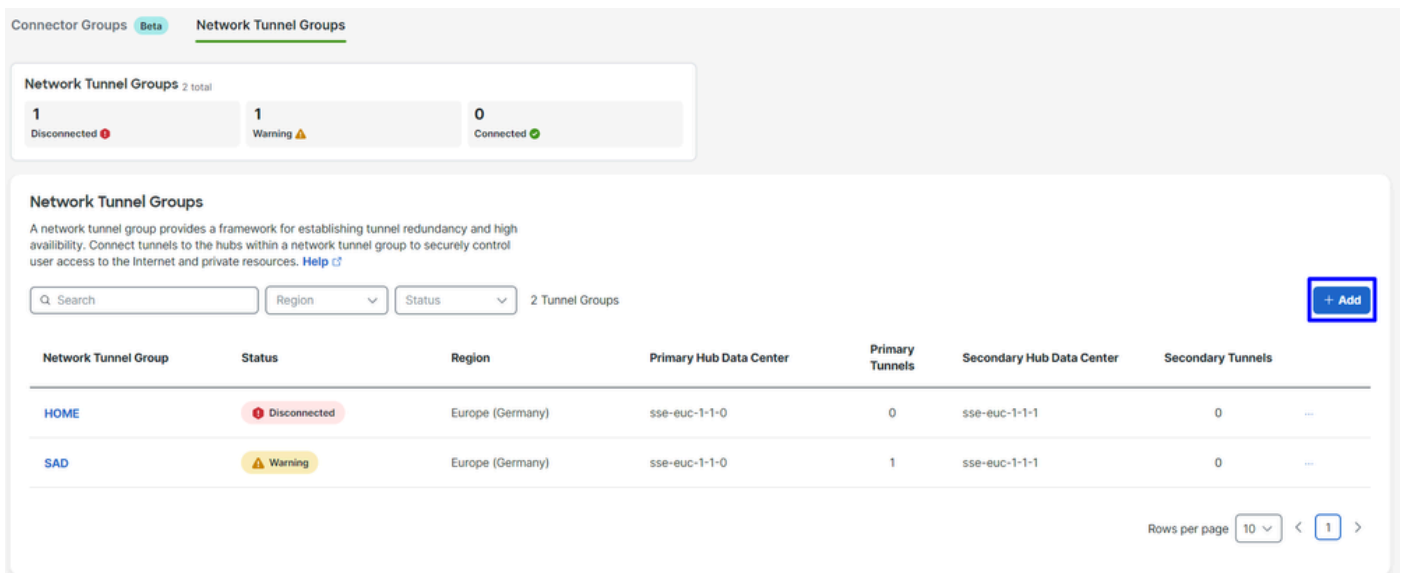 Connector Groups Beta Network Tunnel Groups
Network Tunnel Groups 2 total
1 1 0
Disconnected Warning Connected
Network Tunnel Groups
A network tunnel group provides a framework for establishing tunnel redundancy and high
availibility. Connect tunnels to the hubs within a network tunnel group to securely control
user access to the Internet and private resources. Help
Search Region Status 2 Tunnel Groups + Add
Network Tunnel Group Status Region Primary Hub Data Center Primary Tunnels Secondary Hub Data Center Secondary Tunnels
HOME Disconnected Europe (Germany) sse-euc-1-1-0 0 sse-euc-1-1-1 0 ...
SAD Warning Europe (Germany) sse-euc-1-1-0 1 sse-euc-1-1-1 0 ...
Rows per page 10 < 1 >